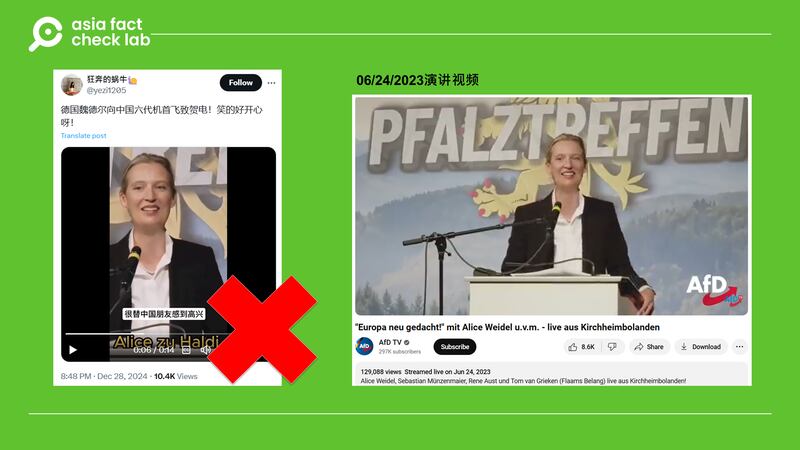 asia fact
check lab
狂奔的蜗牛
@yezi1205
Follow
德国魏德尔向中国六代机首飞致贺电！笑的好开心
呀！
Translate post
很替中国朋友感到高兴
Alice zu Haldi
0:06 / 0:14
8:48 PM · Dec 28, 2024 · 10.4K Views
06/24/2023演讲视频
PFALZTREFFEN
AfD
"Europa neu gedacht!" mit Alice Weidel u.v.m. - live aus Kirchheimbolanden
AfD
AfD TV
297K subscribers
Subscribe
8.6K
Share
Download
129,088 views Streamed live on Jun 24, 2023
Alice Weidel, Sebastian Münzenmaier, Rene Aust und Tom van Grieken (Flaams Belang) live aus Kirchheimbolanden!